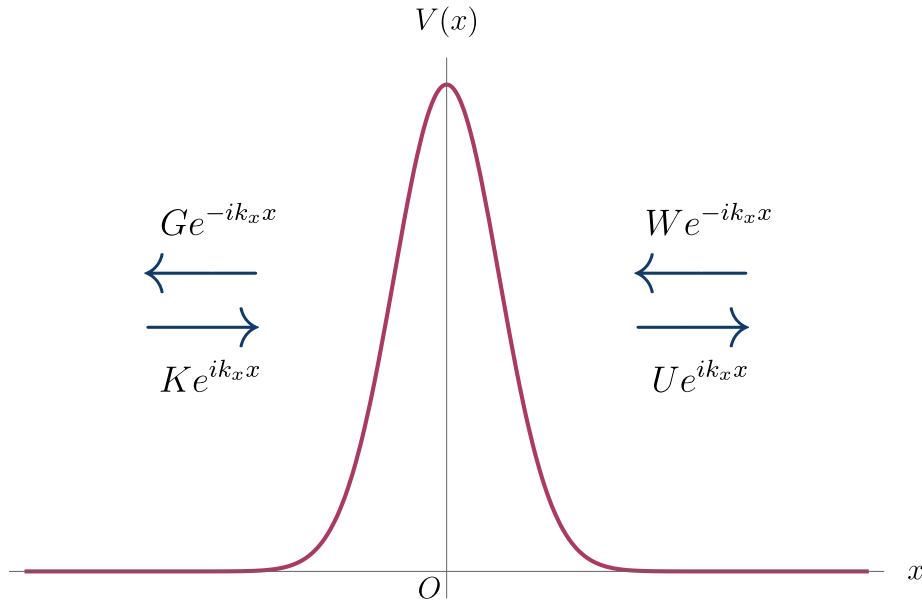 V(x)
Ge^{-ik_x x}
We^{-ik_x x}
Ke^{ik_x x}
Ue^{ik_x x}
O
x